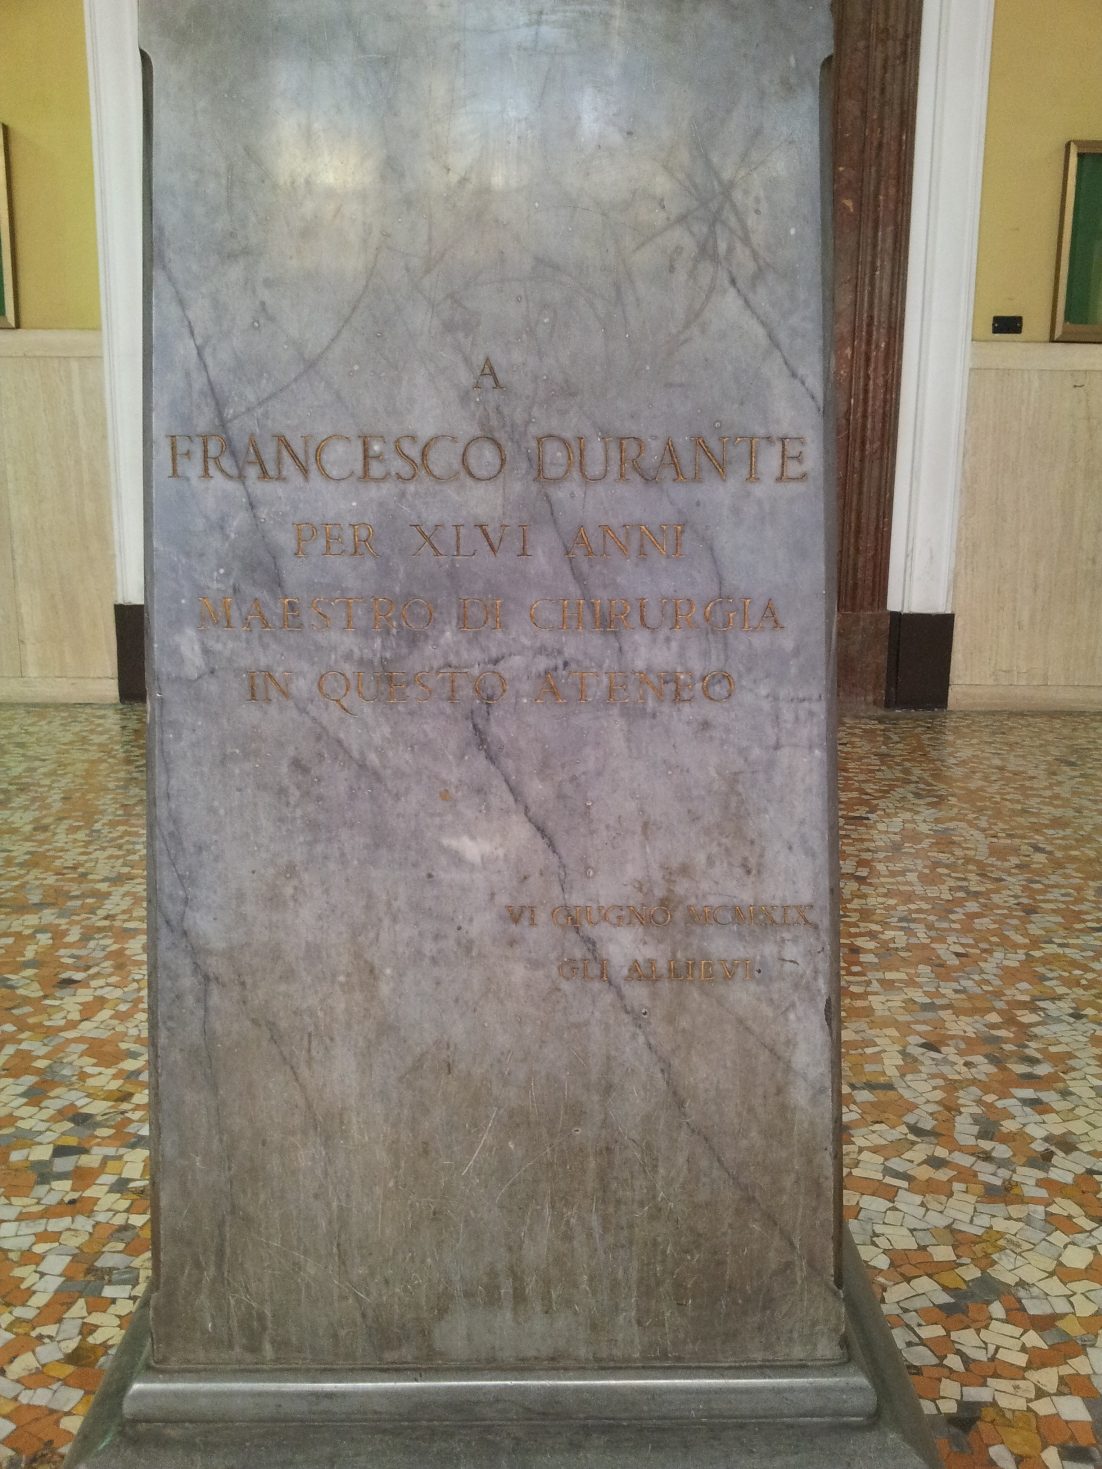 A
FRANCESCO DURANTE
PER XLVI ANNI
MAESTRO DI CHIRURGIA
IN QUESTO ATENEO
VI GIUGNO MCMXIX
GLI ALLIEVI